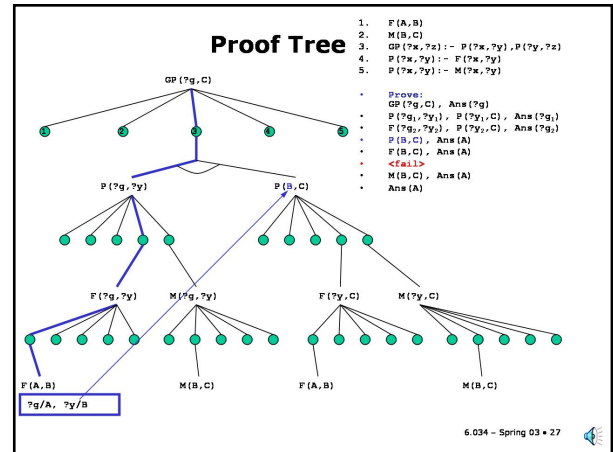 Proof Tree
1. F(A,B)
2. M(B,C)
3. GP(?x,?z):- P(?x,?y),P(?y,?z)
4. P(?x,?y):- F(?x,?y)
5. P(?x,?y):- M(?x,?y)
• Prove:
GP(?g,C), Ans(?g)
• P(?g₁,?y₁), P(?y₁,C), Ans(?g₁)
• F(?g₂,?y₂), P(?y₂,C), Ans(?g₂)
• P(B,C), Ans(A)
• F(B,C), Ans(A)
• <fail>
• M(B,C), Ans(A)
• Ans(A)
GP(?g,C)
1 2 3 4 5
P(?g,?y) P(B,C)
F(?g,?y) M(?g,?y) F(?y,C) M(?y,C)
F(A,B) M(B,C) F(A,B) M(B,C)
?g/A, ?y/B
6.034 – Spring 03 • 27